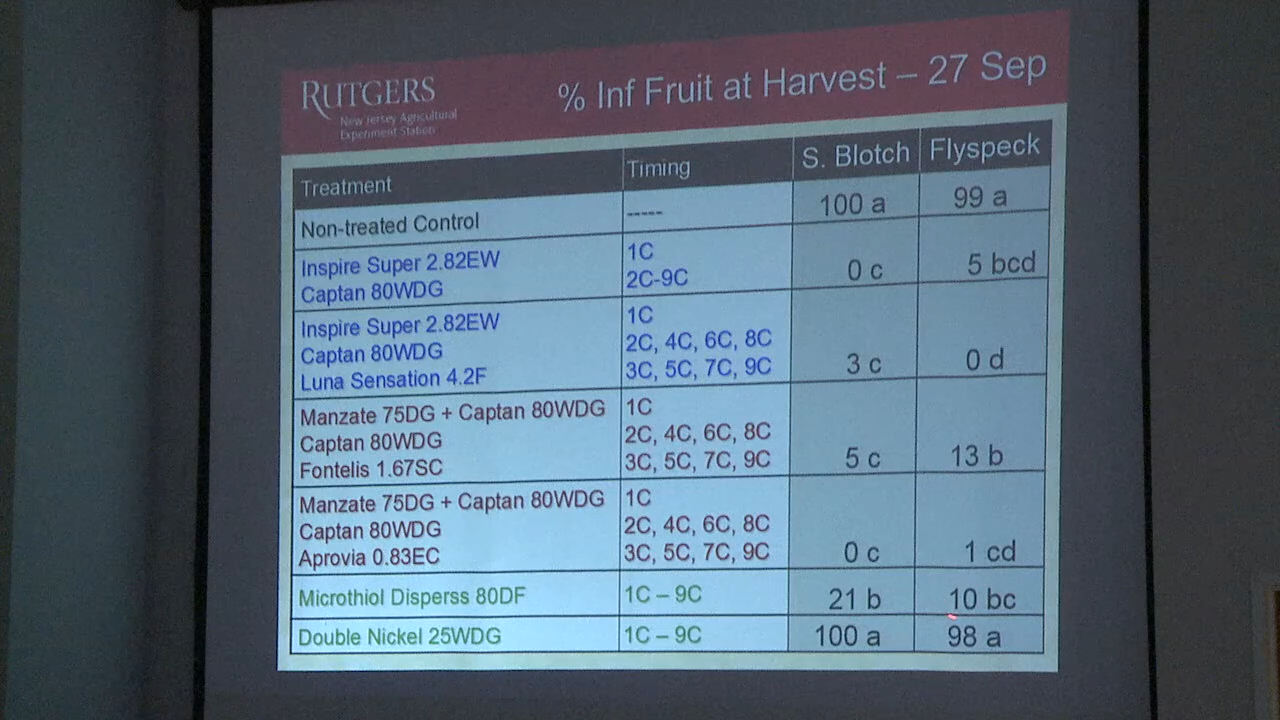 RUTGERS
New Jersey Agricultural
Experiment Station
% Inf Fruit at Harvest – 27 Sep
Treatment Timing S. Blotch Flyspeck
Non-treated Control ----- 100 a 99 a
Inspire Super 2.82EW 1C
Captan 80WDG 2C-9C 0 c 5 bcd
Inspire Super 2.82EW 1C
Captan 80WDG 2C, 4C, 6C, 8C
Luna Sensation 4.2F 3C, 5C, 7C, 9C 3 c 0 d
Manzate 75DG + Captan 80WDG 1C
Captan 80WDG 2C, 4C, 6C, 8C
Fontelis 1.67SC 3C, 5C, 7C, 9C 5 c 13 b
Manzate 75DG + Captan 80WDG 1C
Captan 80WDG 2C, 4C, 6C, 8C
Aprovia 0.83EC 3C, 5C, 7C, 9C 0 c 1 cd
Microthiol Disperss 80DF 1C – 9C 21 b 10 bc
Double Nickel 25WDG 1C – 9C 100 a 98 a